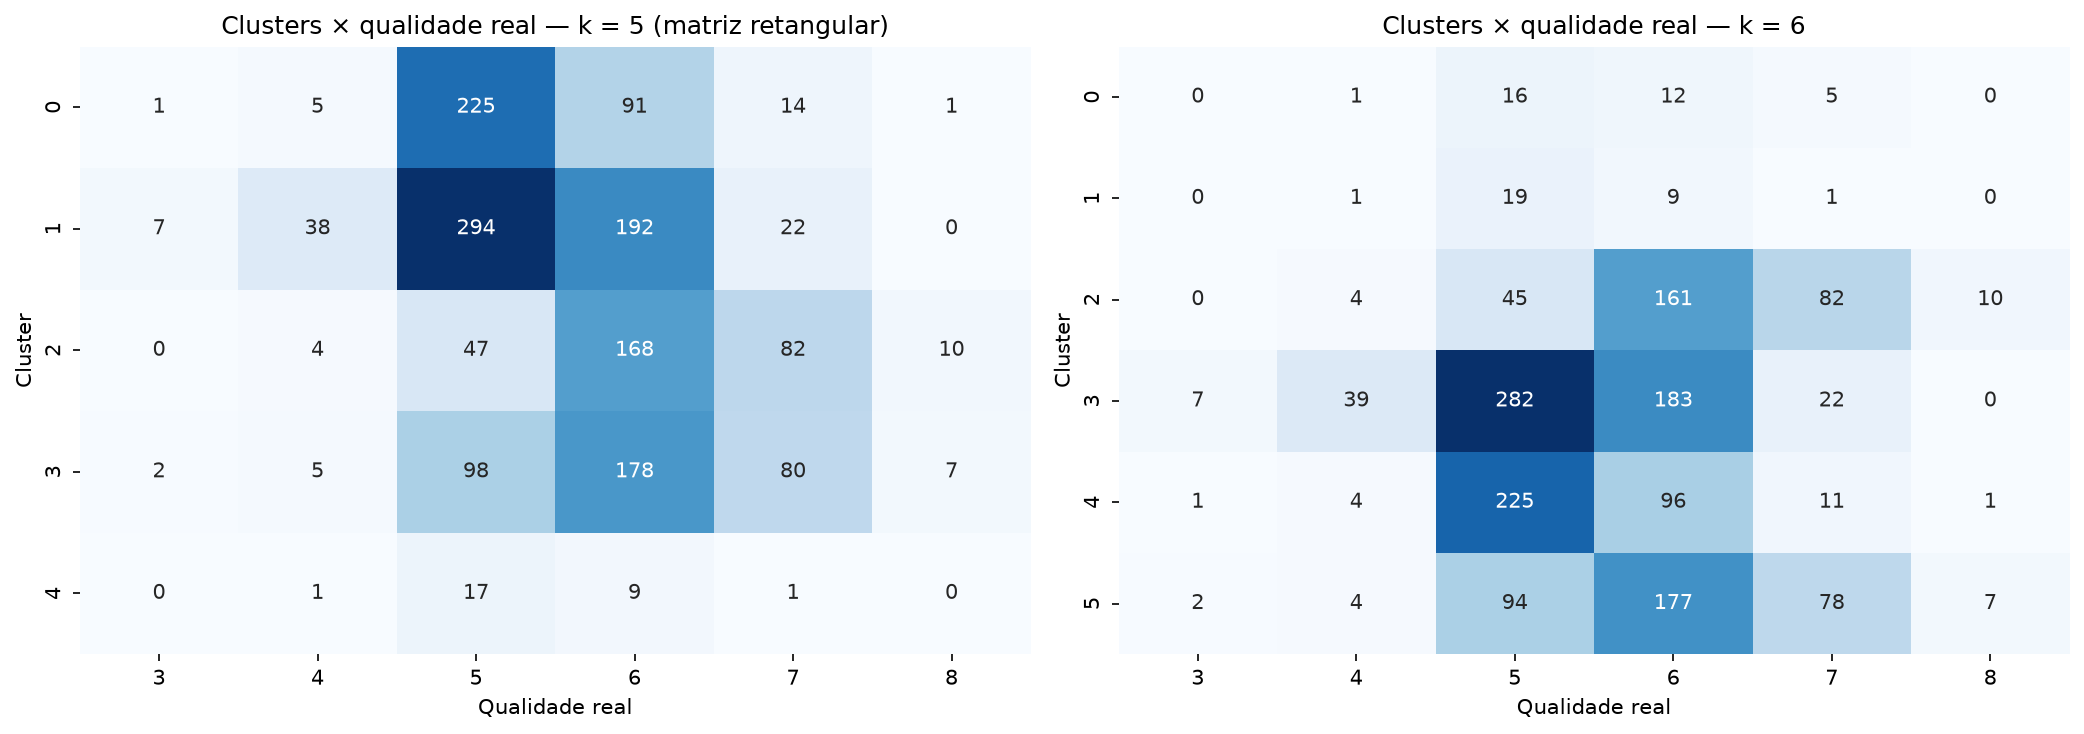 Clusters × qualidade real — k = 5 (matriz retangular)
0 1 5 225 91 14 1
1 7 38 294 192 22 0
2 0 4 47 168 82 10
3 2 5 98 178 80 7
4 0 1 17 9 1 0
3 4 5 6 7 8
Cluster
Qualidade real
Clusters × qualidade real — k = 6
0 0 1 16 12 5 0
1 0 1 19 9 1 0
2 0 4 45 161 82 10
3 7 39 282 183 22 0
4 1 4 225 96 11 1
5 2 4 94 177 78 7
3 4 5 6 7 8
Cluster
Qualidade real